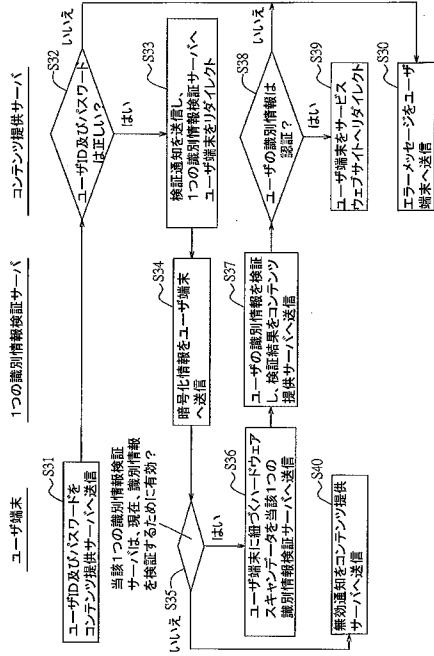 ユーザ端末
1つの識別情報検証サーバ
コンテンツ提供サーバ
S31
ユーザID及びパスワードを
コンテンツ提供サーバへ送信
S32
ユーザID及びパスワード
は正しい?
いいえ
はい
S33
検証通知を送信し、
1つの識別情報検証サーバへ
ユーザ端末をリダイレクト
S34
暗号化情報をユーザ端末
へ送信
当該1つの識別情報検証
サーバは、現在、識別情報
を検証するために有効?
S35
いいえ
はい
S36
ユーザ端末に紐づくハードウェア
スキャンデータを当該1つの
識別情報検証サーバへ送信
S37
ユーザの識別情報を検証
し、検証結果をコンテンツ
提供サーバへ送信
S38
ユーザの識別情報は
認証?
いいえ
はい
S39
ユーザ端末をサービス
ウェブサイトへリダイレクト
S40
無効通知をコンテンツ提供
サーバへ送信
S30
エラーメッセージをユーザ
端末へ送信